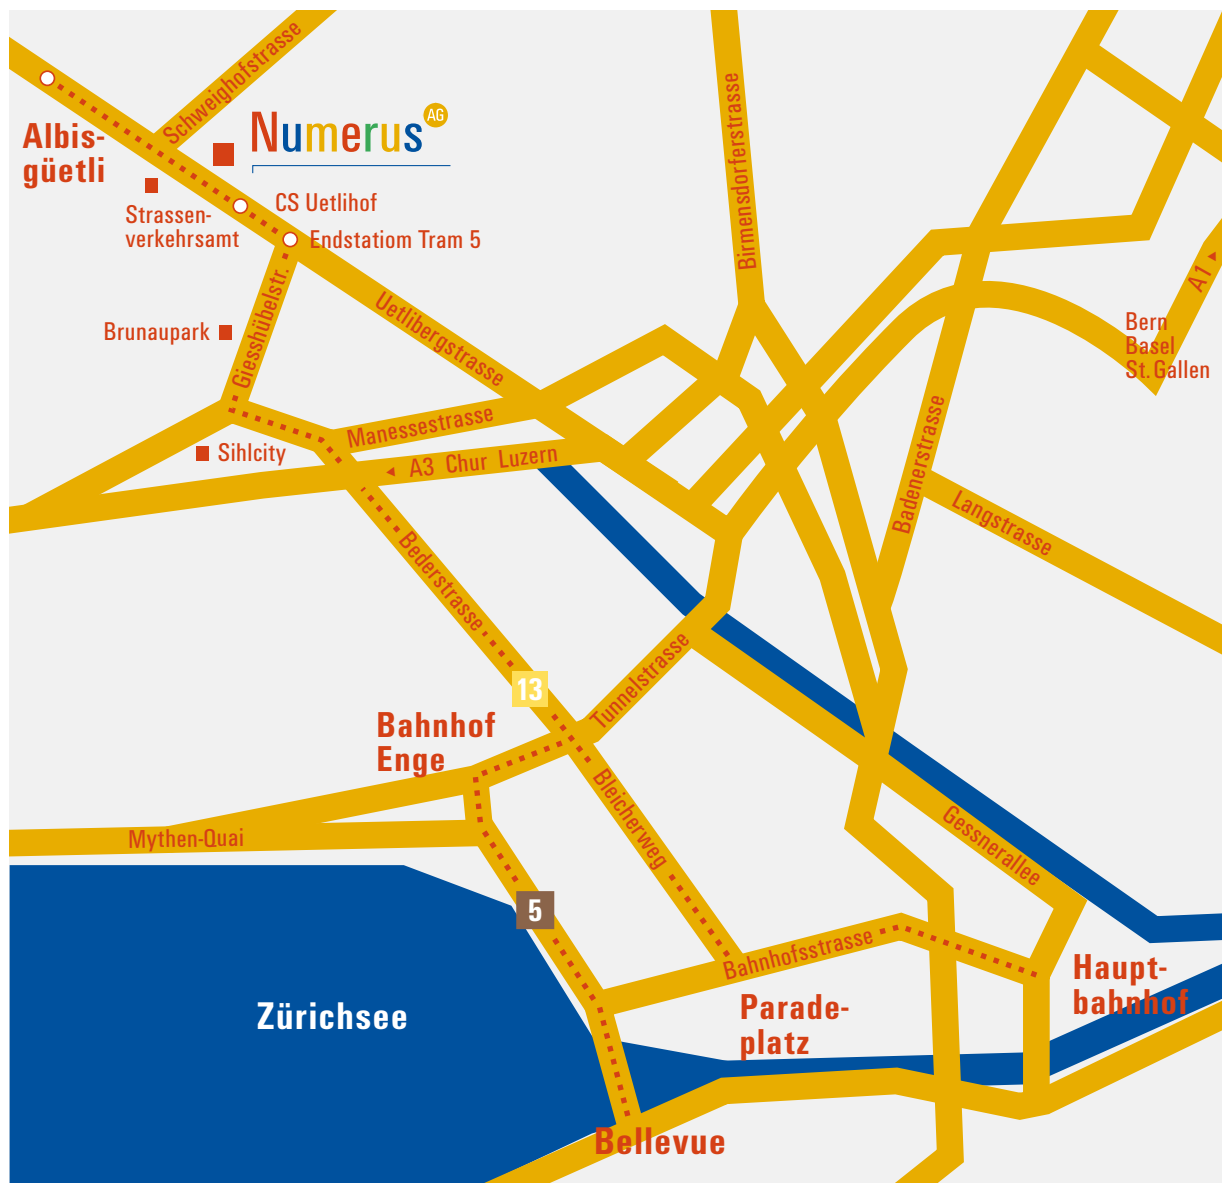 Schweighofstrasse
Numerus AG
Albis-
güetli
Strassen-
verkehrsamt
CS Uetlihof
Endstatiom Tram 5
Giesshübelstr.
Brunaupark
Uetlibergstrasse
Birmensdorferstrasse
A1
Bern
Basel
St. Gallen
Manessestrasse
Sihlcity
A3 Chur Luzern
Badenerstrasse
Langstrasse
Bederstrasse
13
Tunnelstrasse
Bahnhof
Enge
Bleicherweg
Mythen-Quai
Gessnerallee
5
Bahnhofsstrasse
Haupt-
bahnhof
Zürichsee
Parade-
platz
Bellevue